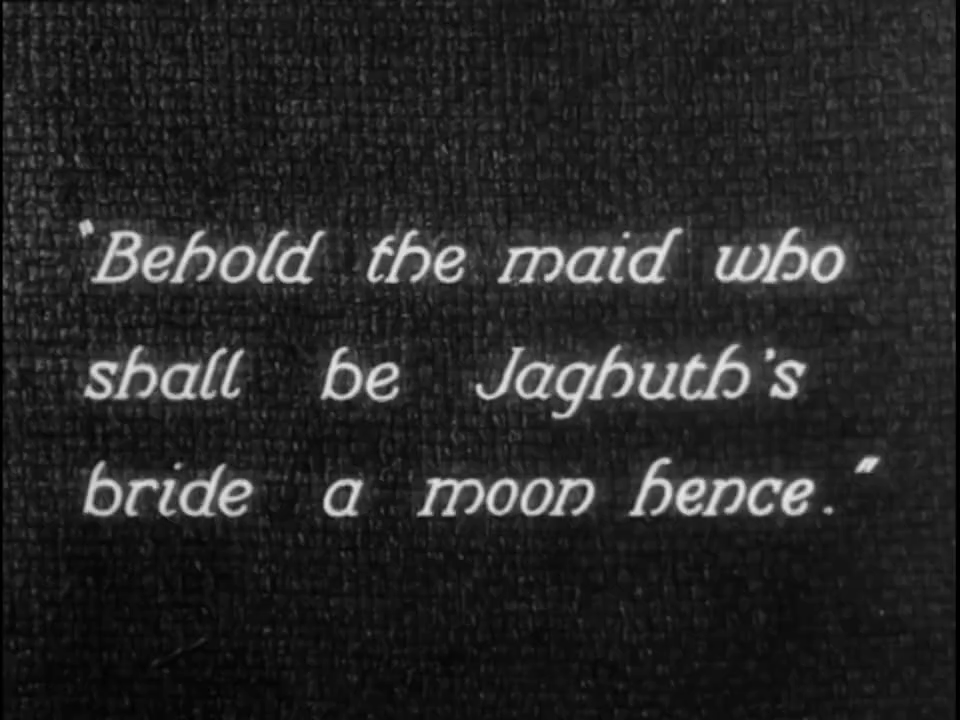 "Behold the maid who
shall be Jaghuth's
bride a moon hence."